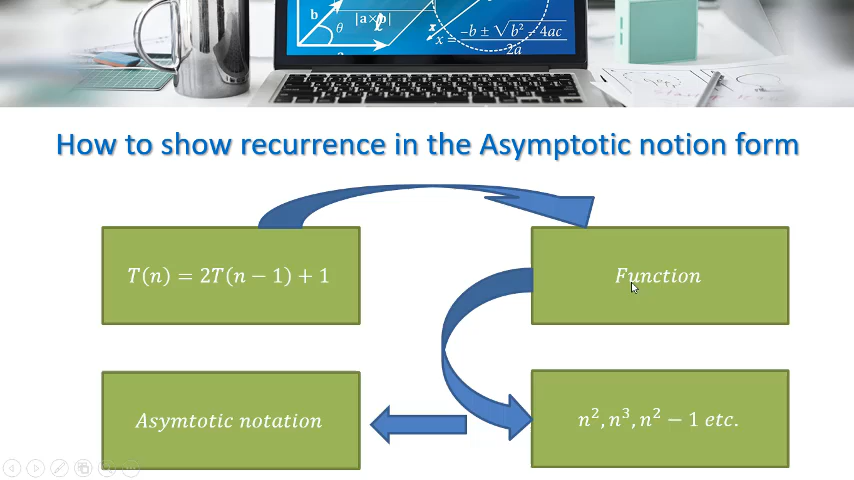 b
|a×b|
θ
ℓ
x
x = −b ± √b² − 4ac
2a
How to show recurrence in the Asymptotic notion form
T(n) = 2T(n − 1) + 1
Function
Asymtotic notation
n², n³, n² − 1 etc.